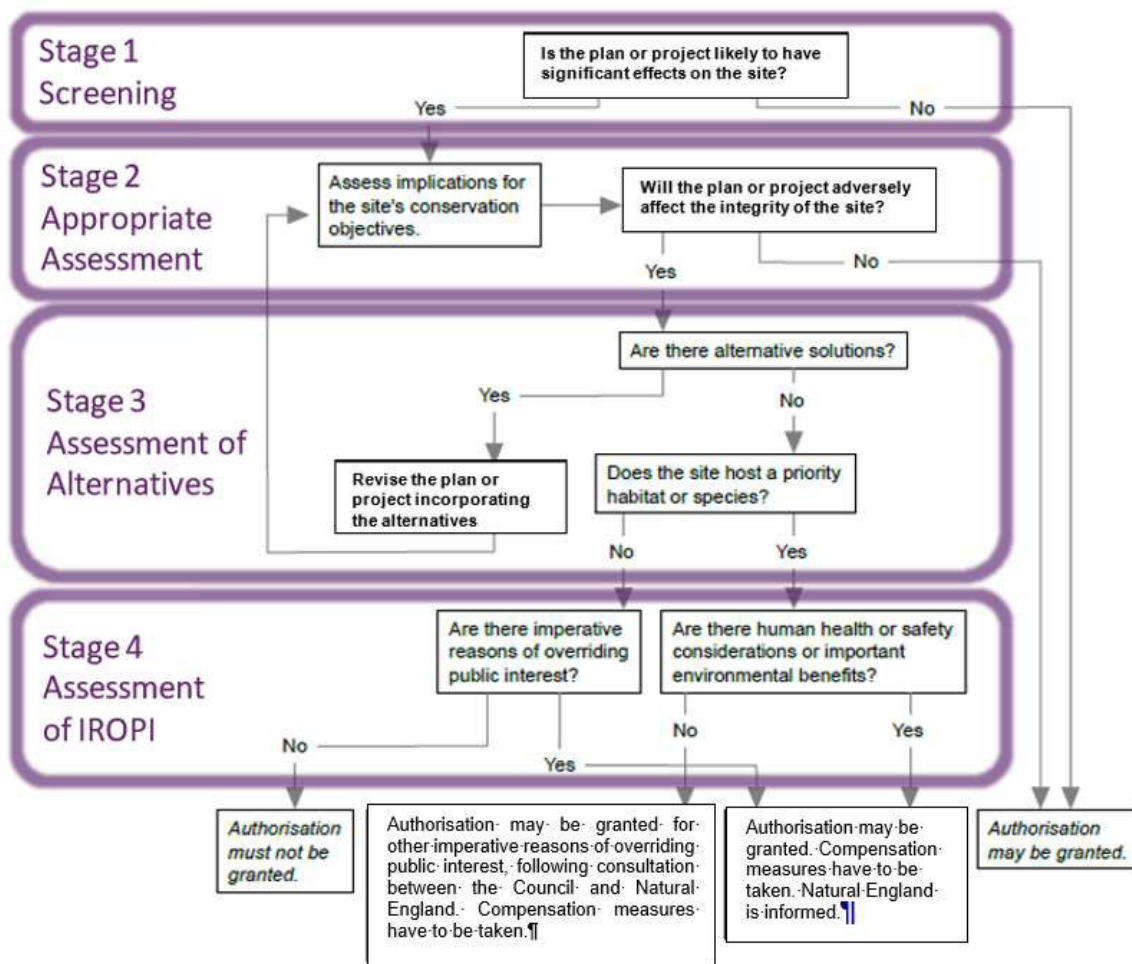 Stage 1
Screening
Is the plan or project likely to have
significant effects on the site?
Yes
No
Stage 2
Appropriate
Assessment
Assess implications for
the site's conservation
objectives.
Will the plan or project adversely
affect the integrity of the site?
Yes
No
Stage 3
Assessment of
Alternatives
Are there alternative solutions?
Yes
No
Revise the plan or
project incorporating
the alternatives
Does the site host a priority
habitat or species?
No
Yes
Stage 4
Assessment
of IROPI
Are there imperative
reasons of overriding
public interest?
Are there human health or safety
considerations or important
environmental benefits?
No
Yes
No
Yes
Authorisation
must not be
granted.
Authorisation· may· be· granted· for·
other·imperative·reasons·of·overriding·
public· interest,· following· consultation·
between· the· Council· and· Natural·
England.· Compensation· measures·
have·to·be·taken.¶
Authorisation·may·be·
granted.·Compensation·
measures·have·to·be·
taken.·Natural·England·
is·informed.¶
Authorisation
may be granted.